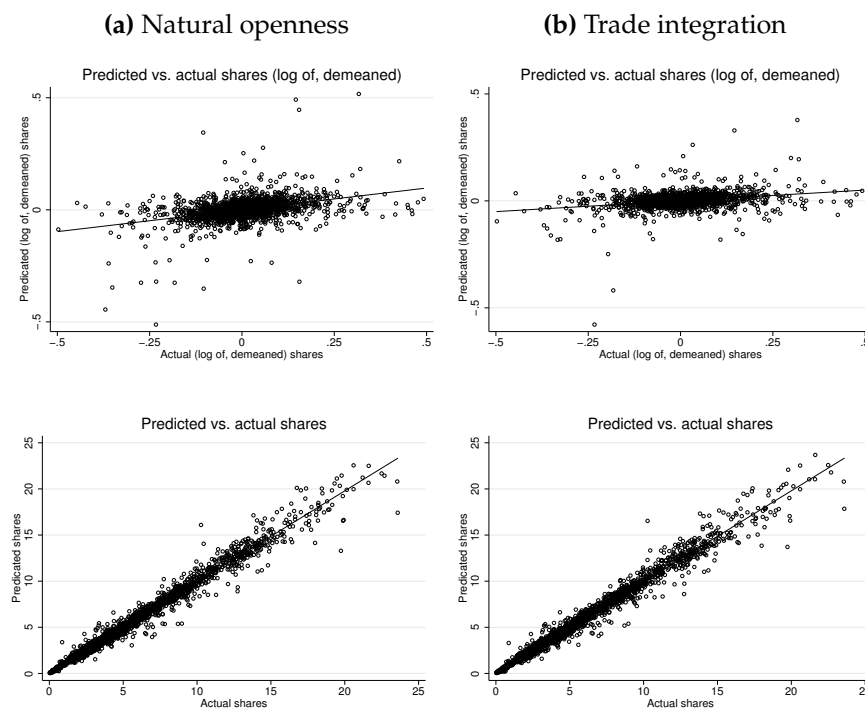 (a) Natural openness
(b) Trade integration
Predicted vs. actual shares (log of, demeaned)
Predicated (log of, demeaned) shares
.5
0
−.5
−.5
−.25
0
.25
.5
Actual (log of, demeaned) shares
Predicted vs. actual shares (log of, demeaned)
Predicated (log of, demeaned) shares
.5
0
−.5
−.5
−.25
0
.25
.5
Actual (log of, demeaned) shares
Predicted vs. actual shares
Predicated shares
25
20
15
10
5
0
0
5
10
15
20
25
Actual shares
Predicted vs. actual shares
Predicated shares
25
20
15
10
5
0
0
5
10
15
20
Actual shares